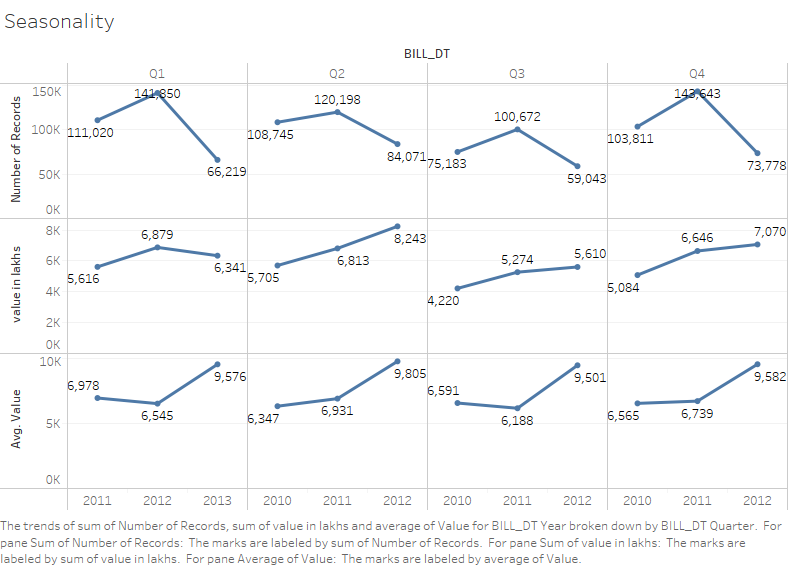 Seasonality
BILL_DT
Q1 Q2 Q3 Q4
Number of Records
150K
100K
50K
0K
111,020 141,850 66,219
108,745 120,198 84,071
75,183 100,672 59,043
103,811 143,643 73,778
value in lakhs
8K
6K
4K
2K
0K
5,616 6,879 6,341
5,705 6,813 8,243
4,220 5,274 5,610
5,084 6,646 7,070
Avg. Value
10K
5K
0K
6,978 6,545 9,576
6,347 6,931 9,805
6,591 6,188 9,501
6,565 6,739 9,582
2011 2012 2013 2010 2011 2012 2010 2011 2012 2010 2011 2012
The trends of sum of Number of Records, sum of value in lakhs and average of Value for BILL_DT Year broken down by BILL_DT Quarter.  For
pane Sum of Number of Records:  The marks are labeled by sum of Number of Records.  For pane Sum of value in lakhs:  The marks are
labeled by sum of value in lakhs.  For pane Average of Value:  The marks are labeled by average of Value.